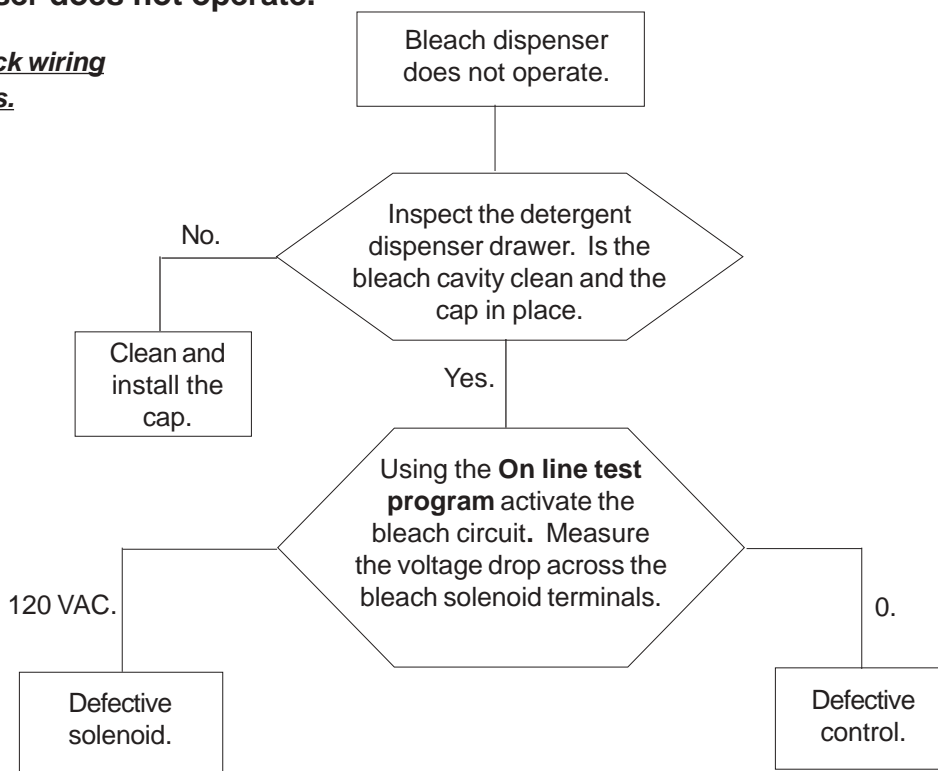 ser does not operate.
ck wiring
s.
Bleach dispenser
does not operate.
Inspect the detergent
dispenser drawer. Is the
bleach cavity clean and the
cap in place.
No.
Clean and
install the
cap.
Yes.
Using the On line test
program activate the
bleach circuit. Measure
the voltage drop across the
bleach solenoid terminals.
120 VAC.
0.
Defective
solenoid.
Defective
control.